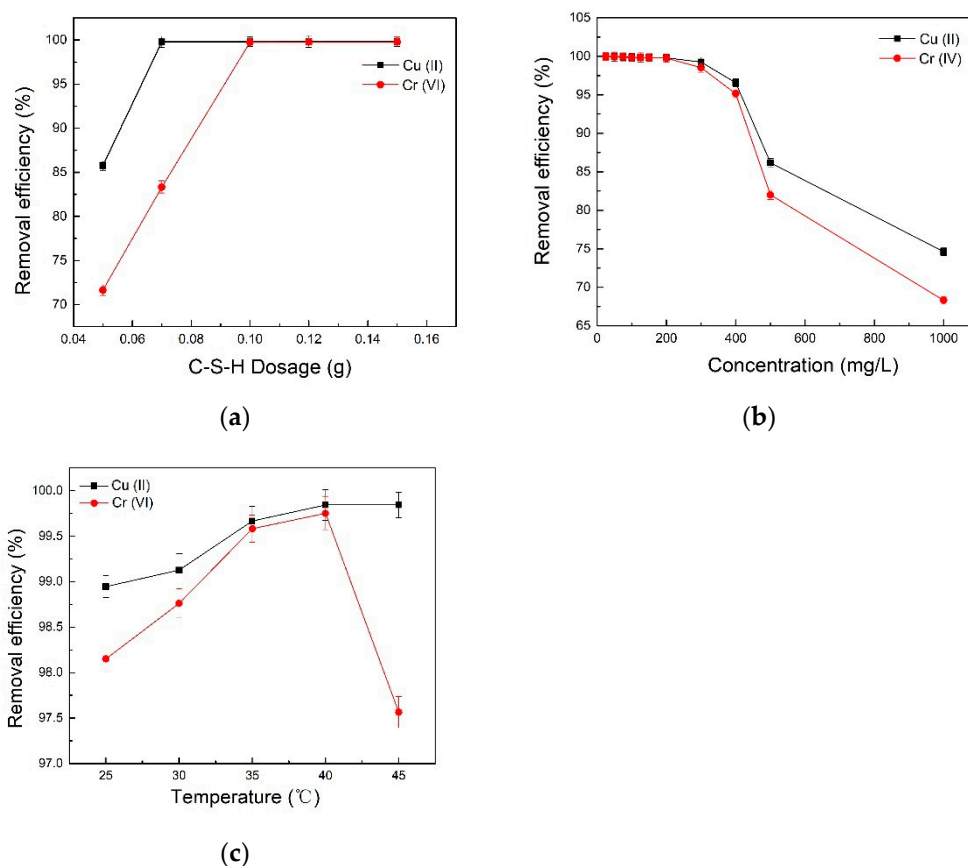 100
95
90
85
80
75
70
0.04 0.06 0.08 0.10 0.12 0.14 0.16
Removal efficiency (%)
C-S-H Dosage (g)
Cu (II)
Cr (VI)
(a)
105
100
95
90
85
80
75
70
65
0 200 400 600 800 1000
Removal efficiency (%)
Concentration (mg/L)
Cu (II)
Cr (IV)
(b)
100.0
99.5
99.0
98.5
98.0
97.5
97.0
25 30 35 40 45
Removal efficiency (%)
Temperature (℃)
Cu (II)
Cr (VI)
(c)